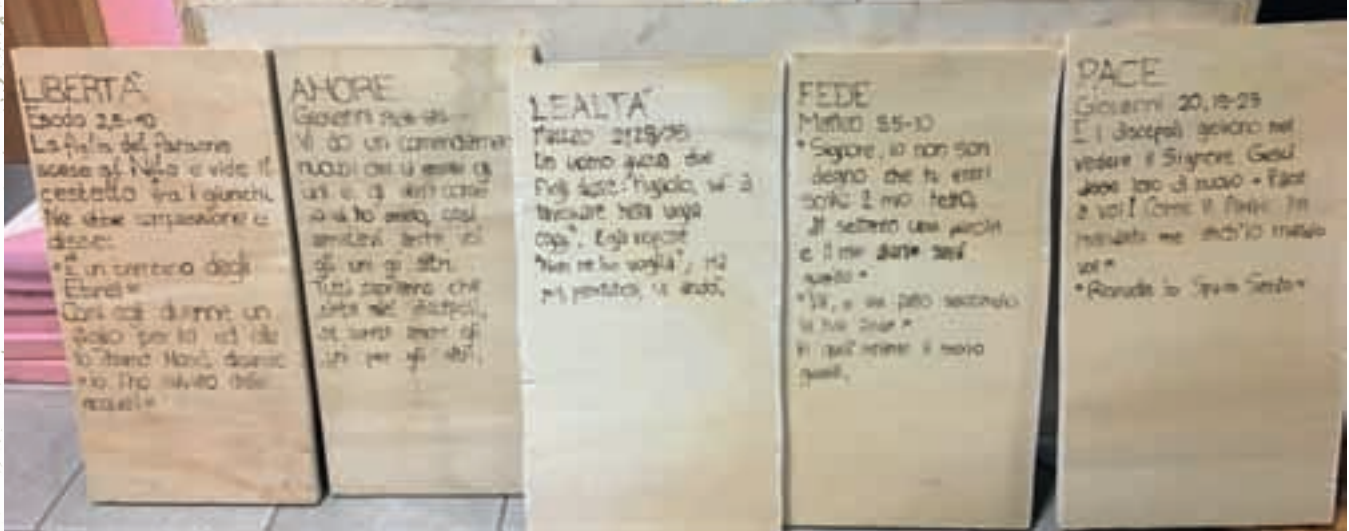 LIBERTÀ
Esodo 2,5-10
La figlia del faraone
scese al Nilo e vide il
cestello fra i giunchi.
Ne ebbe compassione e
disse:
"È un bambino degli
Ebrei"
Così egli divenne un
figlio per lei ed ella
lo chiamò Mosè, dicendo:
"Io l'ho salvato dalle
acque!"
AMORE
Giovanni
Vi do un comandamento
nuovo: che vi amiate gli
uni e gli altri come
io vi ho amato, così
amatevi anche voi
gli uni gli altri.
Tutti sapranno che
siete miei discepoli,
se avete amore gli
uni per gli altri.
LEALTÀ
Matteo
Un uomo aveva due
figli disse: "Figliolo, va' a
lavorare nella vigna
oggi". Egli rispose
"Non ne ho voglia", ma
poi, pentitosi, vi andò.
FEDE
Matteo 8,5-10
"Signore, io non son
degno che tu entri
sotto il mio tetto,
di' soltanto una parola
e il mio servo sarà
guarito"
"Va', e sia fatto secondo
la tua fede"
In quell'istante il servo
guarì.
PACE
Giovanni 20,19-23
E i discepoli gioirono nel
vedere il Signore. Gesù
disse loro di nuovo "Pace
a voi! Come il Padre ha
mandato me anch'io mando
voi"
"Ricevete lo Spirito Santo"